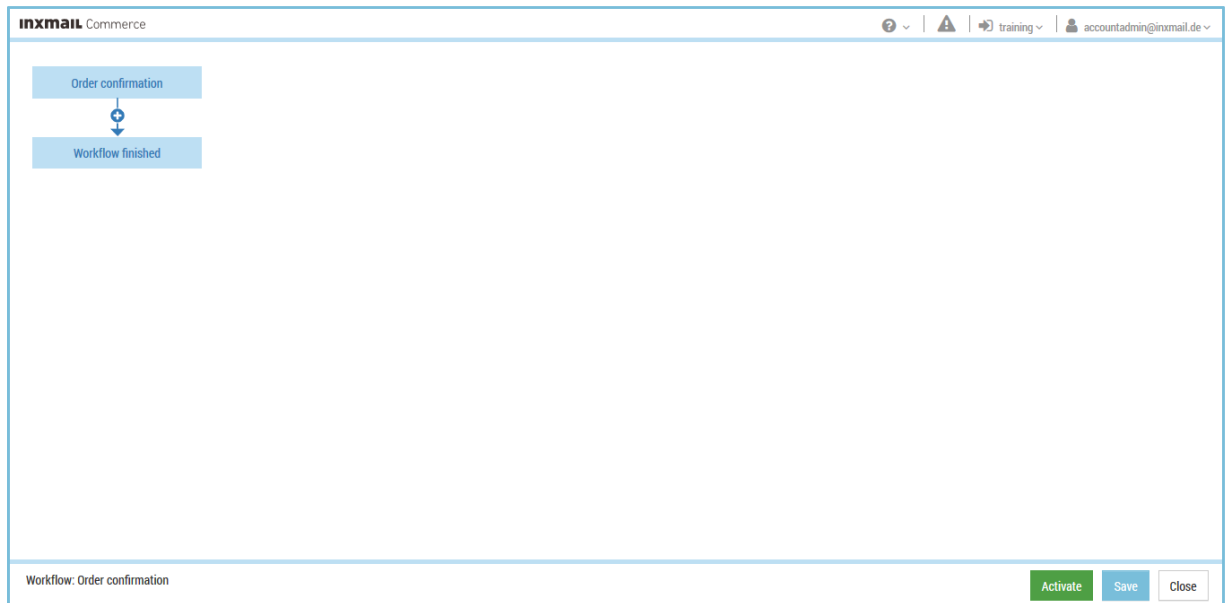 INXMAIL Commerce
training
accountadmin@inxmail.de
Order confirmation
Workflow finished
Workflow: Order confirmation
Activate
Save
Close